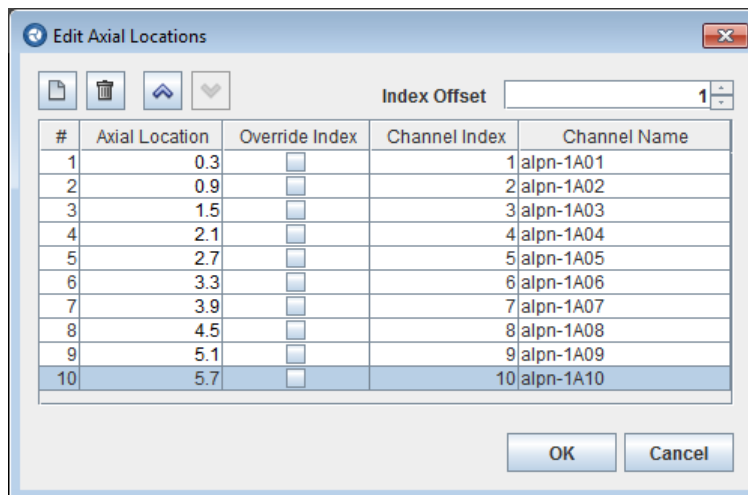 Edit Axial Locations
Index Offset 1
# Axial Location Override Index Channel Index Channel Name
1 0.3 1 alpn-1A01
2 0.9 2 alpn-1A02
3 1.5 3 alpn-1A03
4 2.1 4 alpn-1A04
5 2.7 5 alpn-1A05
6 3.3 6 alpn-1A06
7 3.9 7 alpn-1A07
8 4.5 8 alpn-1A08
9 5.1 9 alpn-1A09
10 5.7 10 alpn-1A10
OK Cancel